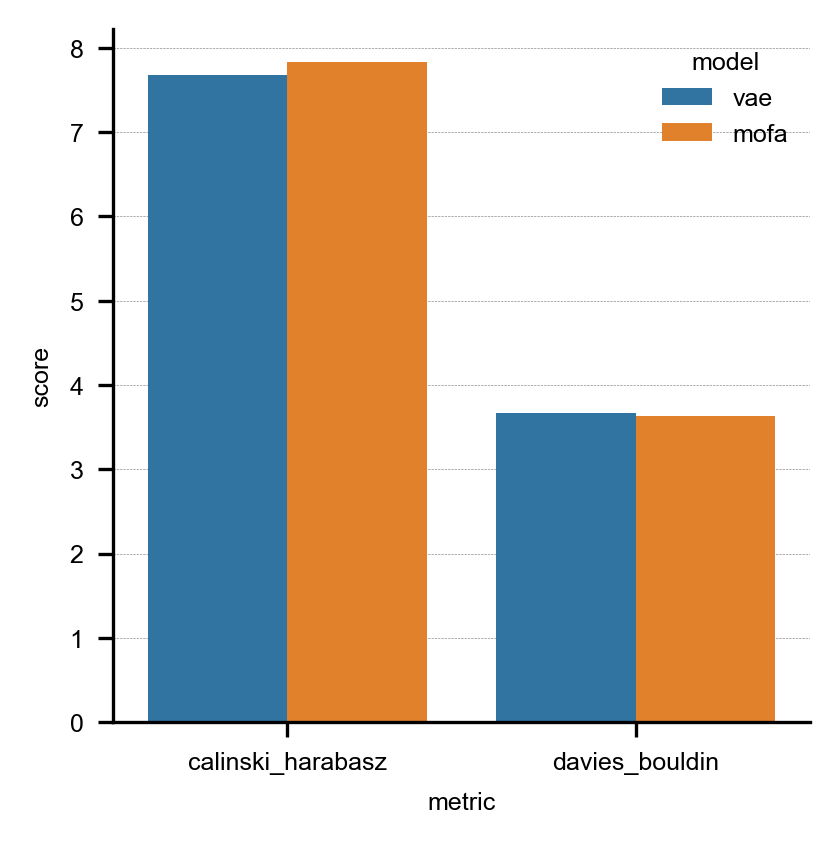 8
7
6
5
4
3
2
1
0
score
model
vae
mofa
calinski_harabasz
davies_bouldin
metric